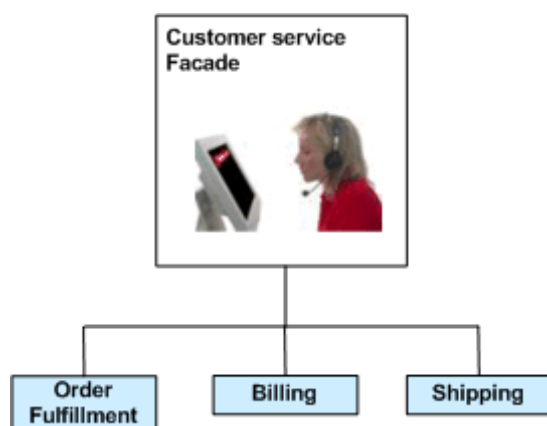 Customer service
Facade
Order
Fulfillment
Billing
Shipping